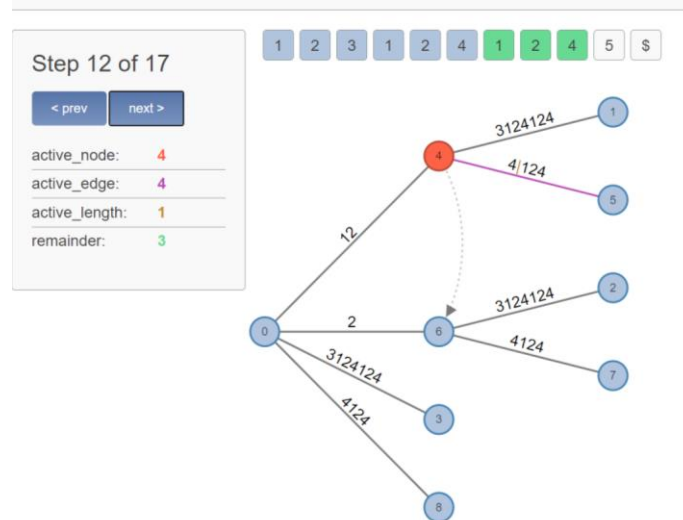 Step 12 of 17
< prev next >
active_node: 4
active_edge: 4
active_length: 1
remainder: 3
1 2 3 1 2 4 1 2 4 5 $
3124124
1
4
4/124
5
12
3124124
2
2
0
6
4124
7
3124124
3
4124
8